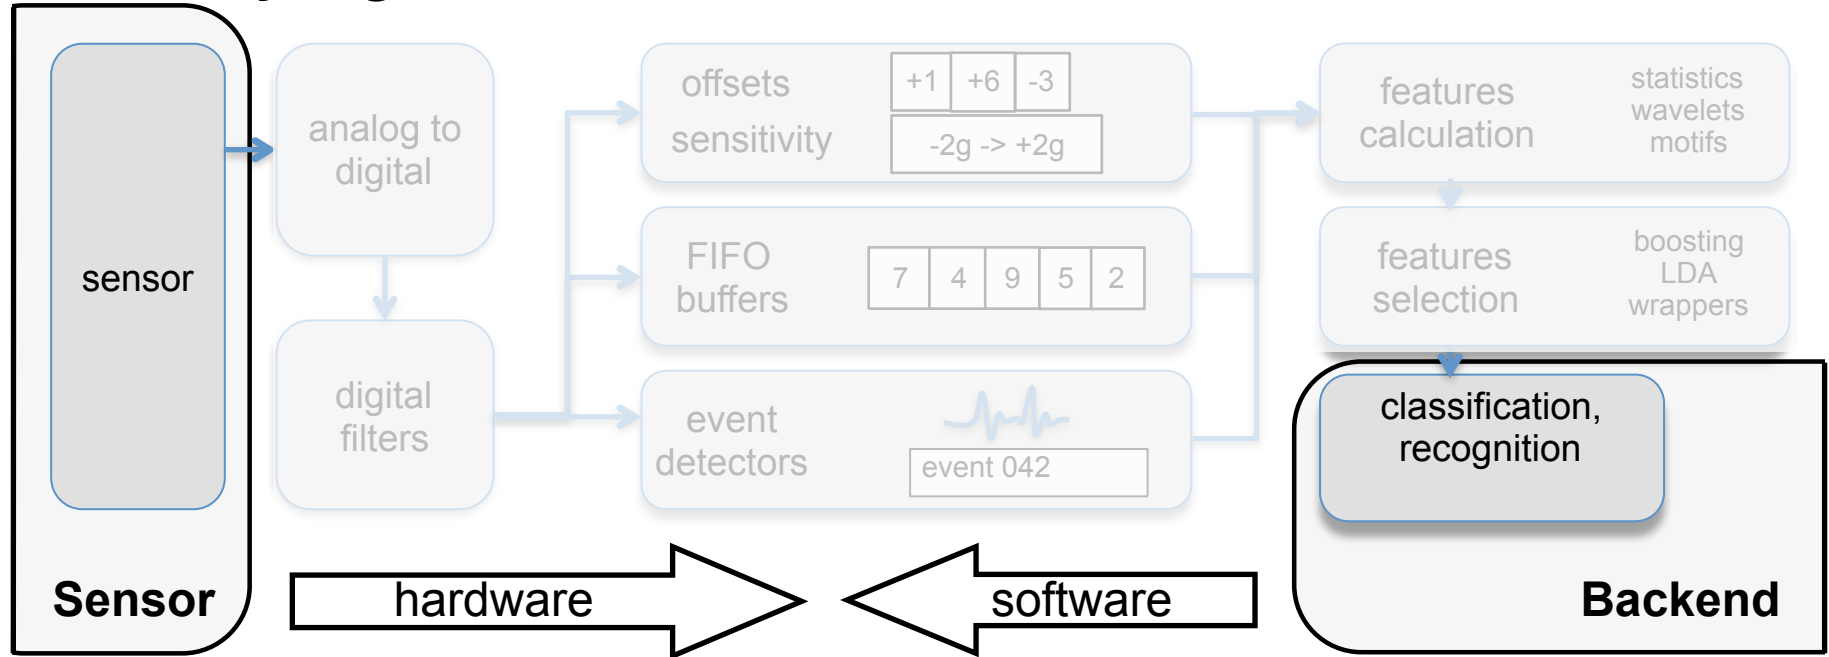 sensor
Sensor
analog to
digital
digital
filters
offsets
+1 +6 -3
sensitivity
-2g -> +2g
FIFO
buffers
7 4 9 5 2
event
detectors
event 042
features
calculation
statistics
wavelets
motifs
features
selection
boosting
LDA
wrappers
classification,
recognition
hardware
software
Backend